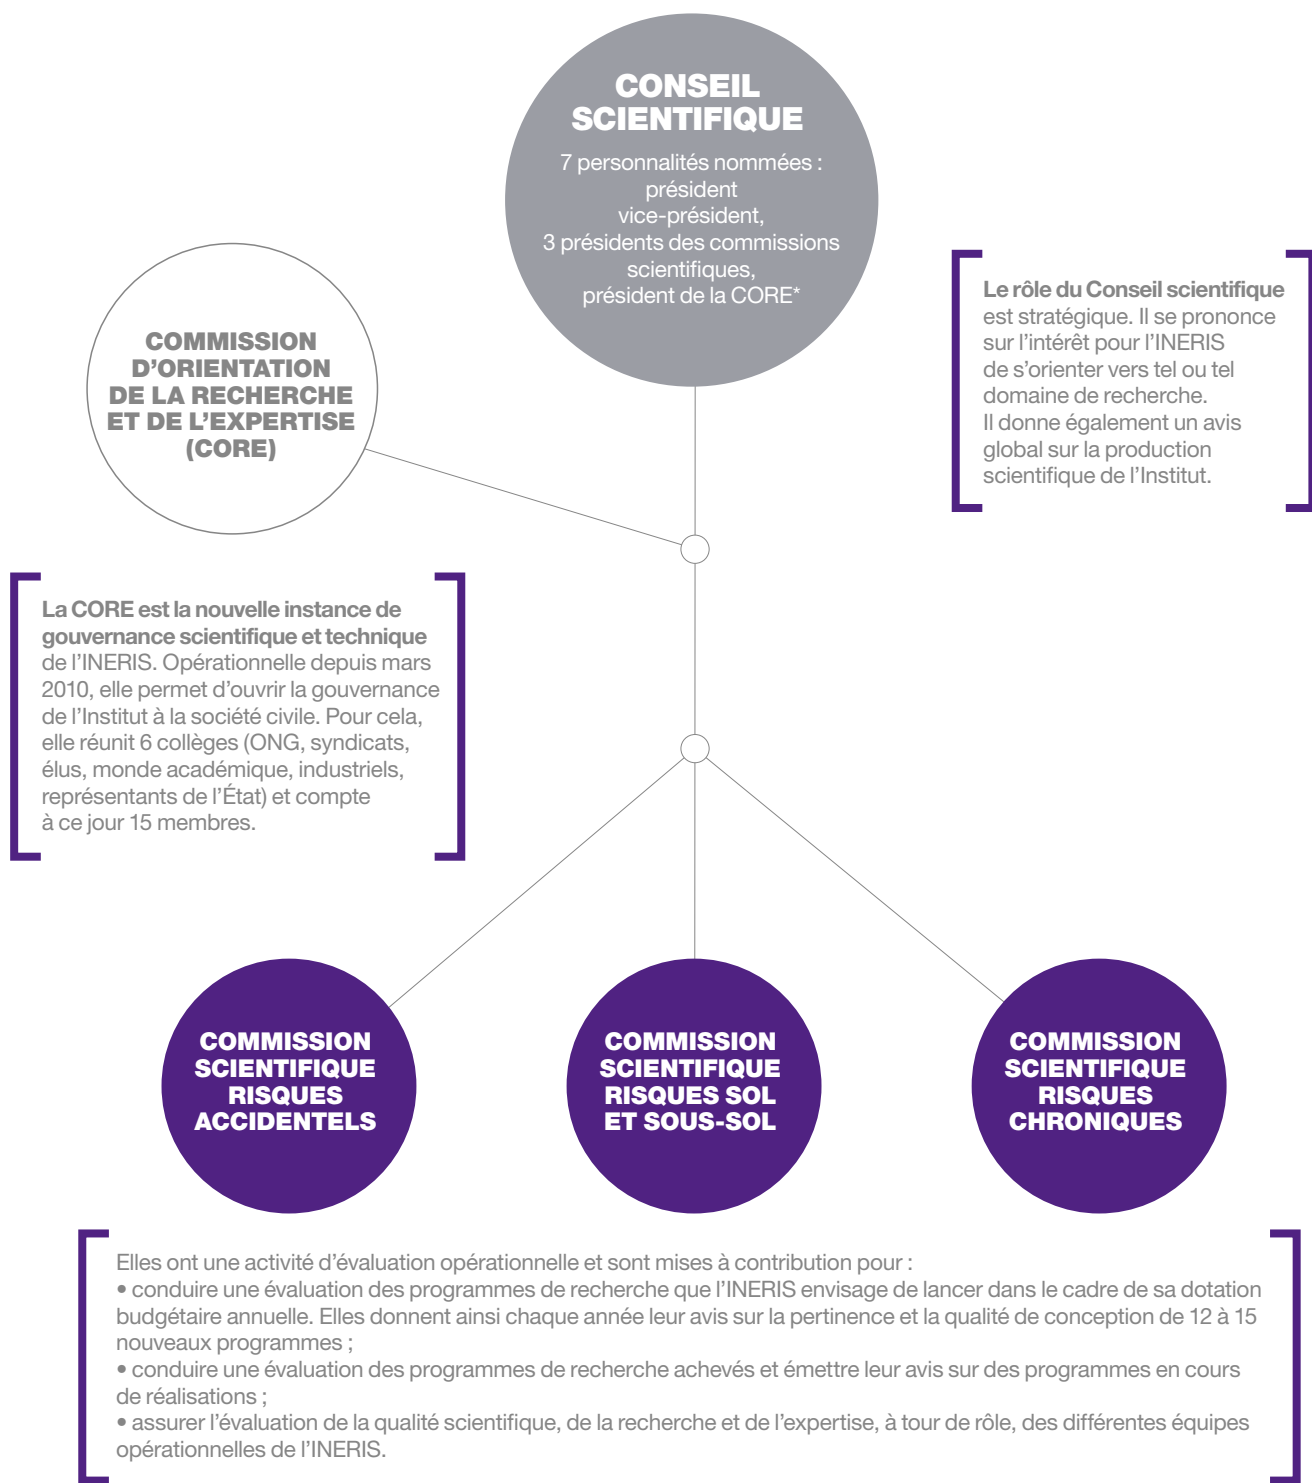 CONSEIL
SCIENTIFIQUE
7 personnalités nommées :
président
vice-président,
3 présidents des commissions
scientifiques,
président de la CORE*
COMMISSION
D'ORIENTATION
DE LA RECHERCHE
ET DE L'EXPERTISE
(CORE)
Le rôle du Conseil scientifique
est stratégique. Il se prononce
sur l'intérêt pour l'INERIS
de s'orienter vers tel ou tel
domaine de recherche.
Il donne également un avis
global sur la production
scientifique de l'Institut.
La CORE est la nouvelle instance de
gouvernance scientifique et technique
de l'INERIS. Opérationnelle depuis mars
2010, elle permet d'ouvrir la gouvernance
de l'Institut à la société civile. Pour cela,
elle réunit 6 collèges (ONG, syndicats,
élus, monde académique, industriels,
représentants de l'État) et compte
à ce jour 15 membres.
COMMISSION
SCIENTIFIQUE
RISQUES
ACCIDENTELS
COMMISSION
SCIENTIFIQUE
RISQUES SOL
ET SOUS-SOL
COMMISSION
SCIENTIFIQUE
RISQUES
CHRONIQUES
Elles ont une activité d'évaluation opérationnelle et sont mises à contribution pour :
• conduire une évaluation des programmes de recherche que l'INERIS envisage de lancer dans le cadre de sa dotation
budgétaire annuelle. Elles donnent ainsi chaque année leur avis sur la pertinence et la qualité de conception de 12 à 15
nouveaux programmes ;
• conduire une évaluation des programmes de recherche achevés et émettre leur avis sur des programmes en cours
de réalisations ;
• assurer l'évaluation de la qualité scientifique, de la recherche et de l'expertise, à tour de rôle, des différentes équipes
opérationnelles de l'INERIS.